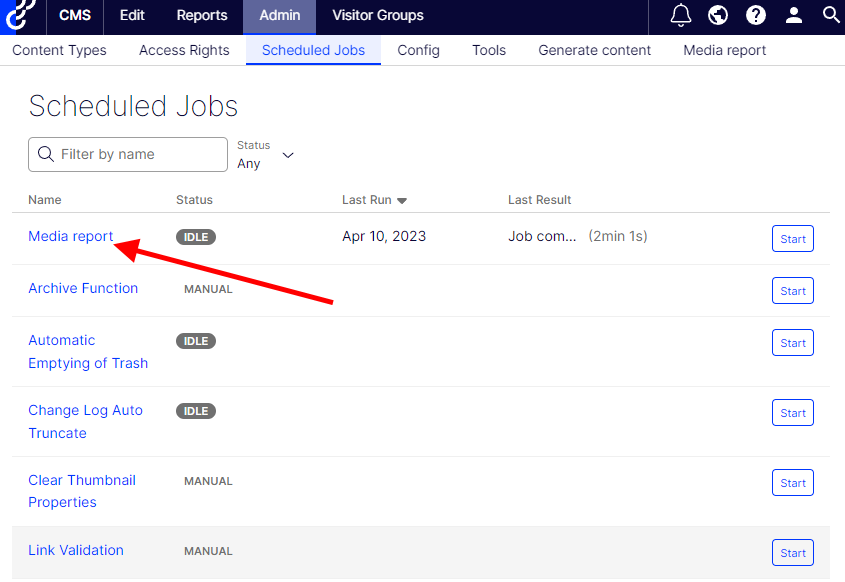 CMS Edit Reports Admin Visitor Groups
Content Types Access Rights Scheduled Jobs Config Tools Generate content Media report
Scheduled Jobs
Filter by name
Status
Any
Name Status Last Run Last Result
Media report IDLE Apr 10, 2023 Job com... (2min 1s) Start
Archive Function MANUAL Start
Automatic IDLE Start
Emptying of Trash
Change Log Auto IDLE Start
Truncate
Clear Thumbnail MANUAL Start
Properties
Link Validation MANUAL Start